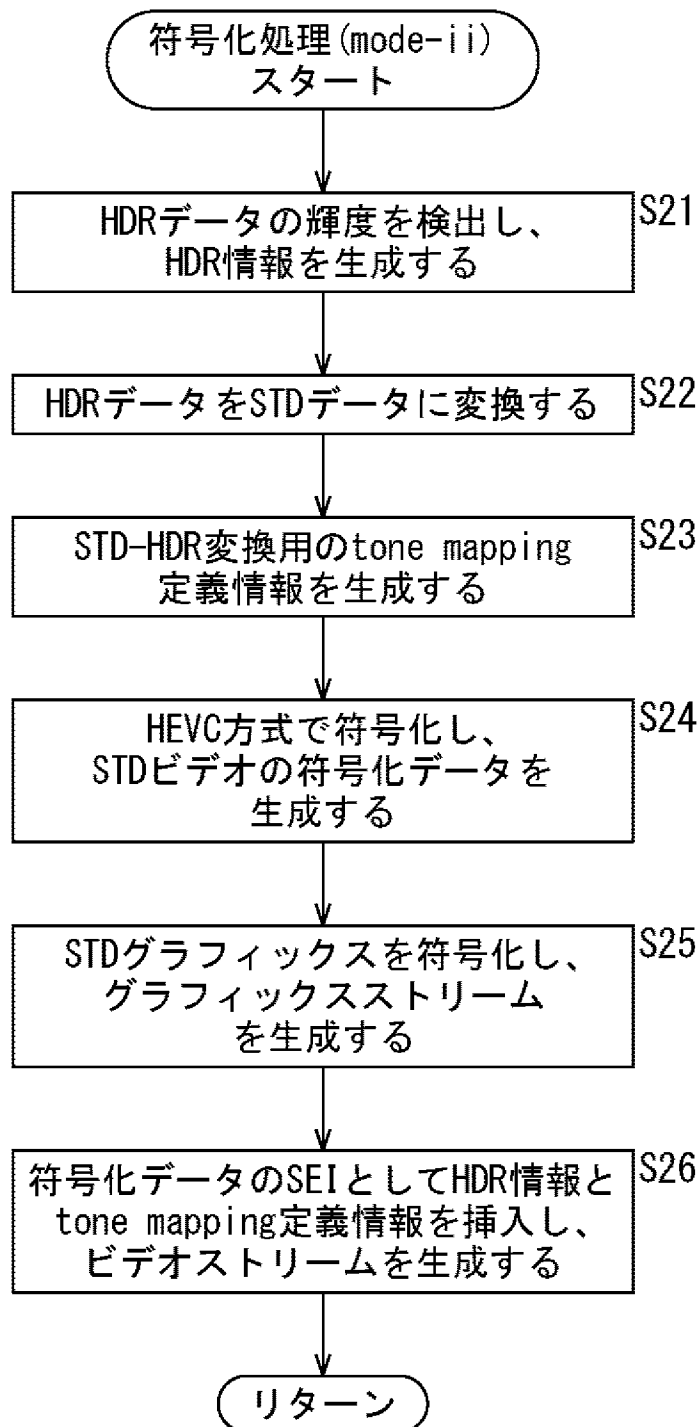 符号化処理(mode-ii)
スタート
HDRデータの輝度を検出し、
HDR情報を生成する
S21
HDRデータをSTDデータに変換する
S22
STD-HDR変換用のtone mapping
定義情報を生成する
S23
HEVC方式で符号化し、
STDビデオの符号化データを
生成する
S24
STDグラフィックスを符号化し、
グラフィックスストリーム
を生成する
S25
符号化データのSEIとしてHDR情報と
tone mapping定義情報を挿入し、
ビデオストリームを生成する
S26
リターン